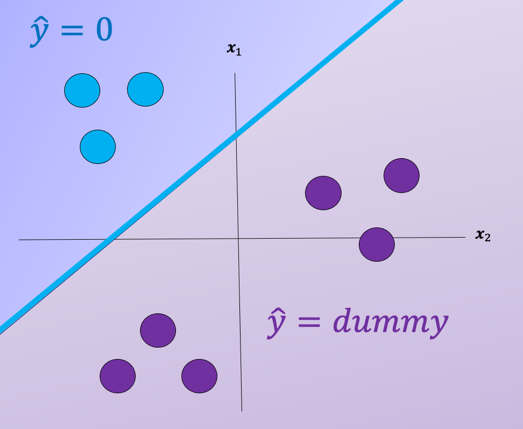 ŷ = 0
x₁
x₂
ŷ = dummy